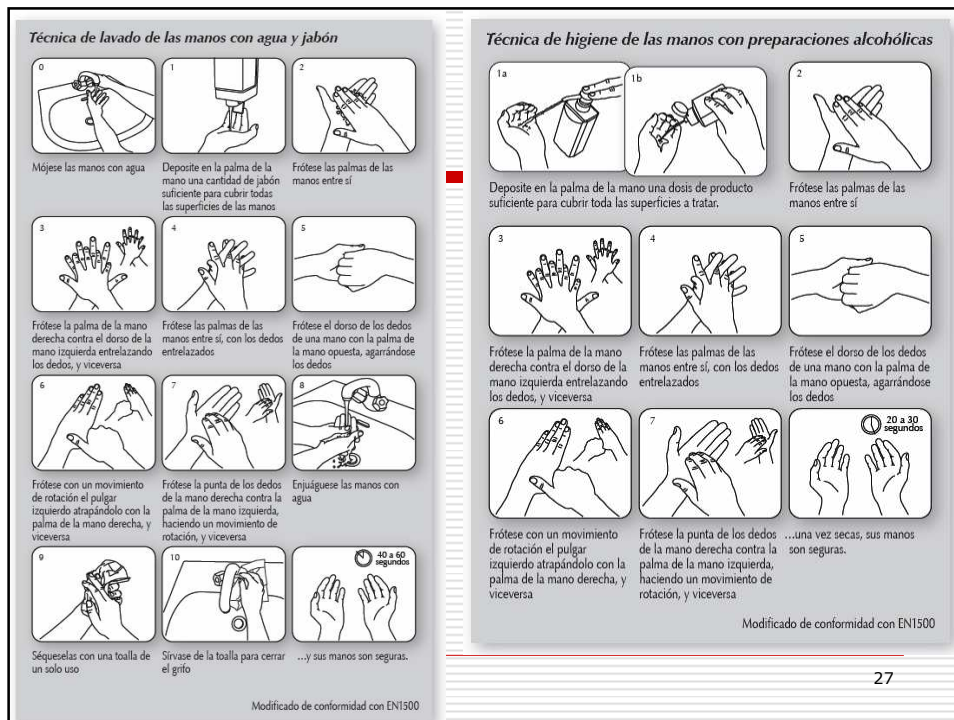 Técnica de lavado de las manos con agua y jabón
0
1
2
Mójese las manos con agua
Deposite en la palma de la
mano una cantidad de jabón
suficiente para cubrir todas
las superficies de las manos
Frótese las palmas de las
manos entre sí
3
4
5
Frótese la palma de la mano
derecha contra el dorso de la
mano izquierda entrelazando
los dedos, y viceversa
Frótese las palmas de las
manos entre sí, con los dedos
entrelazados
Frótese el dorso de los dedos
de una mano con la palma de
la mano opuesta, agarrándose
los dedos
6
7
8
Frótese con un movimiento
de rotación el pulgar
izquierdo atrapándolo con la
palma de la mano derecha, y
viceversa
Frótese la punta de los dedos
de la mano derecha contra la
palma de la mano izquierda,
haciendo un movimiento de
rotación, y viceversa
Enjuáguese las manos con
agua
9
10
40 a 60
segundos
Séqueselas con una toalla de
un solo uso
Sírvase de la toalla para cerrar
el grifo
...y sus manos son seguras.
Modificado de conformidad con EN1500
Técnica de higiene de las manos con preparaciones alcohólicas
1a
1b
2
Deposite en la palma de la mano una dosis de producto
suficiente para cubrir toda las superficies a tratar.
Frótese las palmas de las
manos entre sí
3
4
5
Frótese la palma de la mano
derecha contra el dorso de la
mano izquierda entrelazando
los dedos, y viceversa
Frótese las palmas de las
manos entre sí, con los dedos
entrelazados
Frótese el dorso de los dedos
de una mano con la palma de
la mano opuesta, agarrándose
los dedos
6
7
20 a 30
segundos
Frótese con un movimiento
de rotación el pulgar
izquierdo atrapándolo con la
palma de la mano derecha, y
viceversa
Frótese la punta de los dedos
de la mano derecha contra la
palma de la mano izquierda,
haciendo un movimiento de
rotación, y viceversa
...una vez secas, sus manos
son seguras.
Modificado de conformidad con EN1500
27